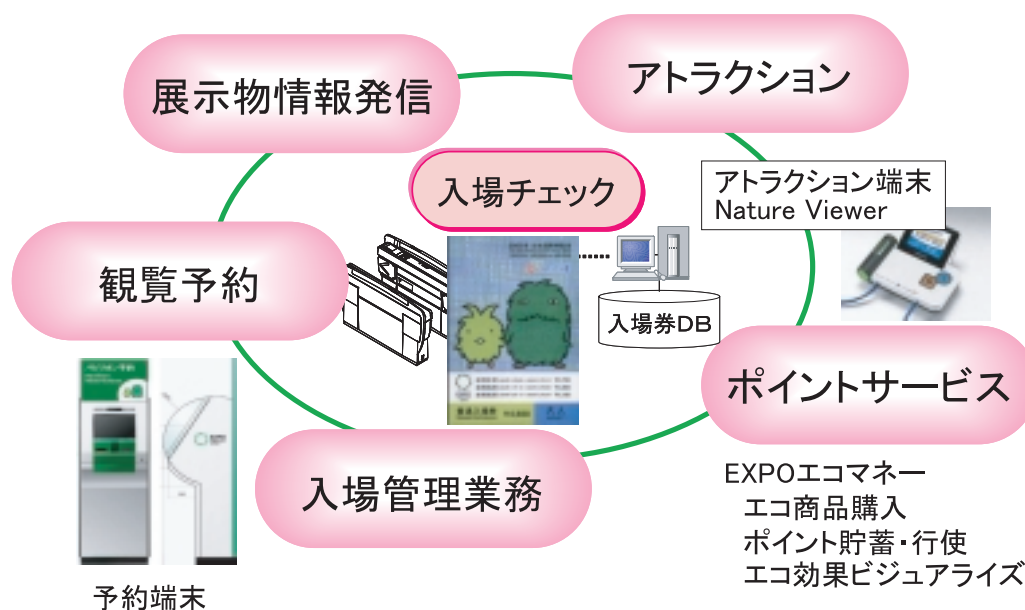 展示物情報発信
アトラクション
入場チェック
アトラクション端末
Nature Viewer
観覧予約
入場券DB
ポイントサービス
入場管理業務
EXPOエコマネー
エコ商品購入
ポイント貯蓄・行使
エコ効果ビジュアライズ
予約端末